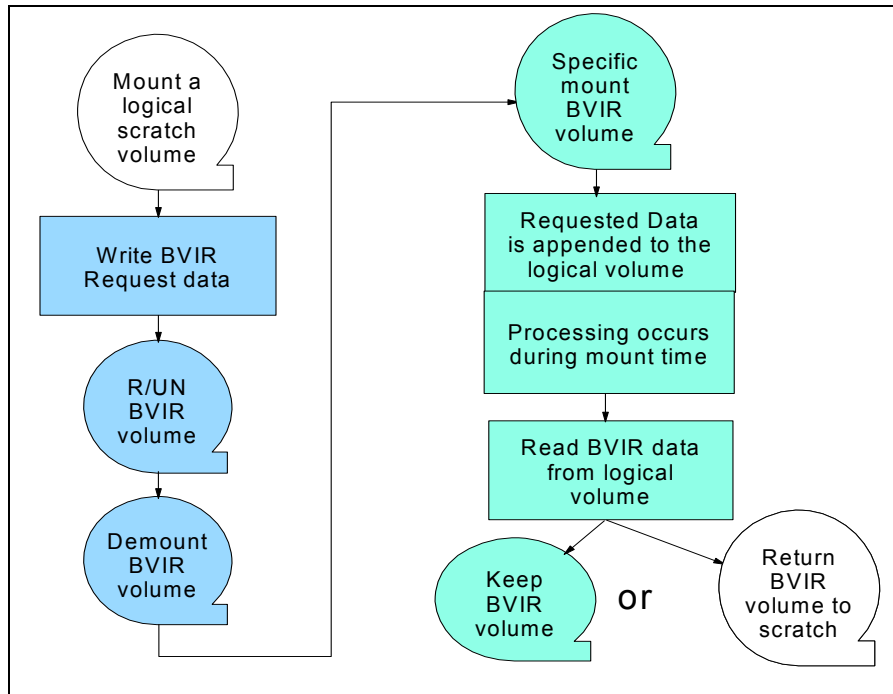 Mount a
logical
scratch
volume
Write BVIR
Request data
R/UN
BVIR
volume
Demount
BVIR
volume
Specific
mount
BVIR
volume
Requested Data
is appended to the
logical volume
Processing occurs
during mount time
Read BVIR data
from logical
volume
Keep
BVIR
volume
or
Return
BVIR
volume to
scratch